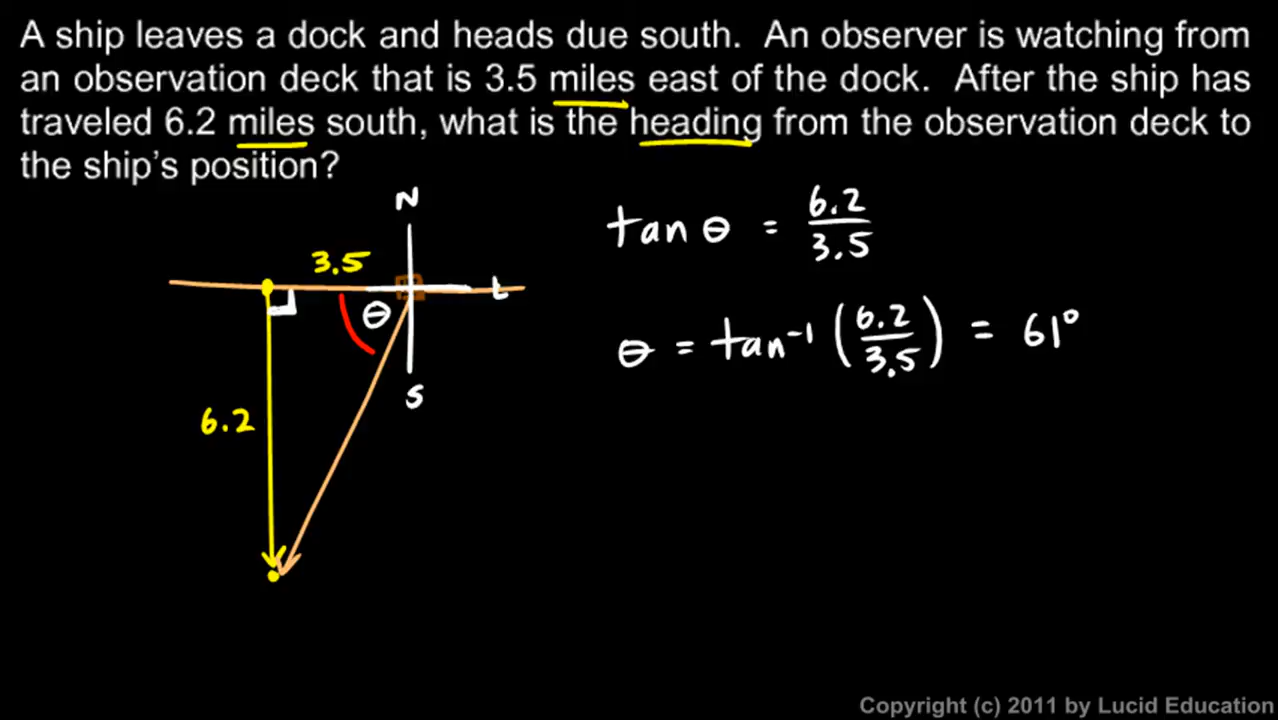 A ship leaves a dock and heads due south.  An observer is watching from
an observation deck that is 3.5 miles east of the dock.  After the ship has
traveled 6.2 miles south, what is the heading from the observation deck to
the ship's position?
N
tan θ = 6.2/3.5
3.5
θ
θ = tan⁻¹ (6.2/3.5) = 61°
S
6.2
Copyright (c) 2011 by Lucid Education